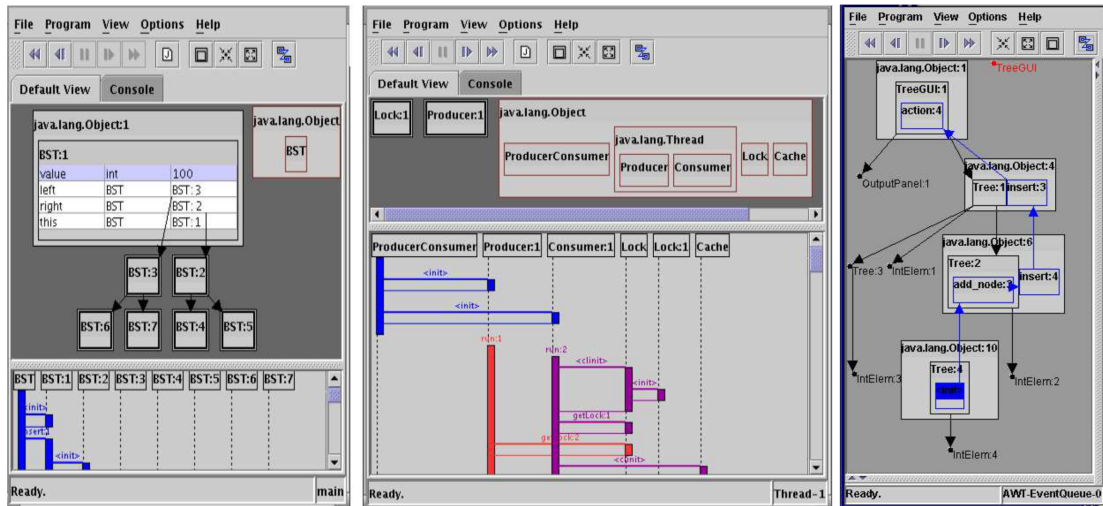 File Program View Options Help
Default View Console
java.lang.Object:1
BST:1
value int 100
left BST BST:3
right BST BST:2
this BST BST:1
java.lang.Object
BST
BST:3 BST:2
BST:6 BST:7 BST:4 BST:5
BST BST:1 BST:2 BST:3 BST:4 BST:5 BST:6 BST:7
<init>
<init>
Ready. main
File Program View Options Help
Default View Console
Lock:1 Producer:1
java.lang.Object
java.lang.Thread
ProducerConsumer Producer Consumer Lock Cache
ProducerConsumer Producer:1 Consumer:1 Lock Lock:1 Cache
<init>
<init>
run:1 run:2
<clinit>
<init>
getLock:1
getLock:2
<clinit>
Ready. Thread-1
File Program View Options Help
TreeGUI
java.lang.Object:1
TreeGUI:1
action:4
OutputPanel:1
java.lang.Object:4
Tree:1 insert:3
Tree:3 IntElem:1
java.lang.Object:6
Tree:2
add_node:3 insert:4
IntElem:3
IntElem:2
java.lang.Object:10
Tree:4
<init>
IntElem:4
Ready. AWT-EventQueue-0